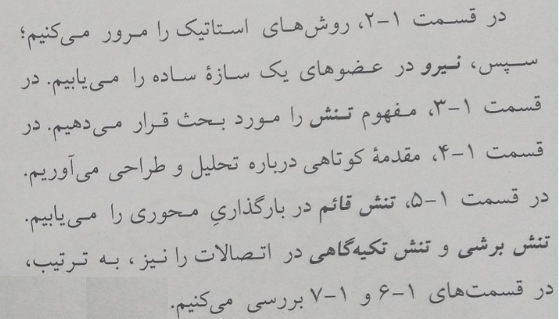 در قسمت ۱-۲، روش‌های استاتیک را مرور می‌کنیم؛
سپس، نیرو در عضوهای یک سازهٔ ساده را می‌یابیم. در
قسمت ۱-۳، مفهوم تنش را مورد بحث قرار می‌دهیم. در
قسمت ۱-۴، مقدمهٔ کوتاهی درباره تحلیل و طراحی می‌آوریم.
در قسمت ۱-۵، تنش قائم در بارگذاریِ محوری را می‌یابیم.
تنش برشی و تنش تکیه‌گاهی در اتصالات را نیز، به ترتیب،
در قسمت‌های ۱-۶ و ۱-۷ بررسی می‌کنیم.